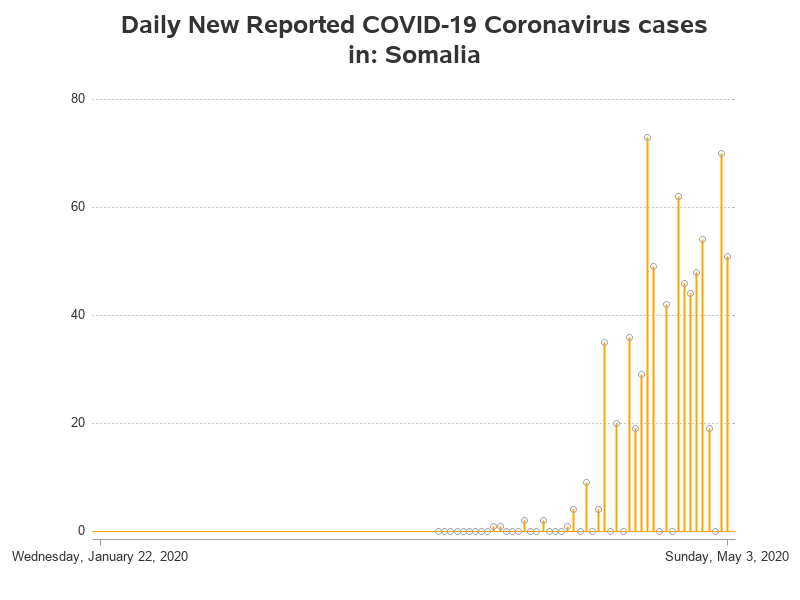 Daily New Reported COVID-19 Coronavirus cases
in: Somalia
80
60
40
20
0
Wednesday, January 22, 2020
Sunday, May 3, 2020